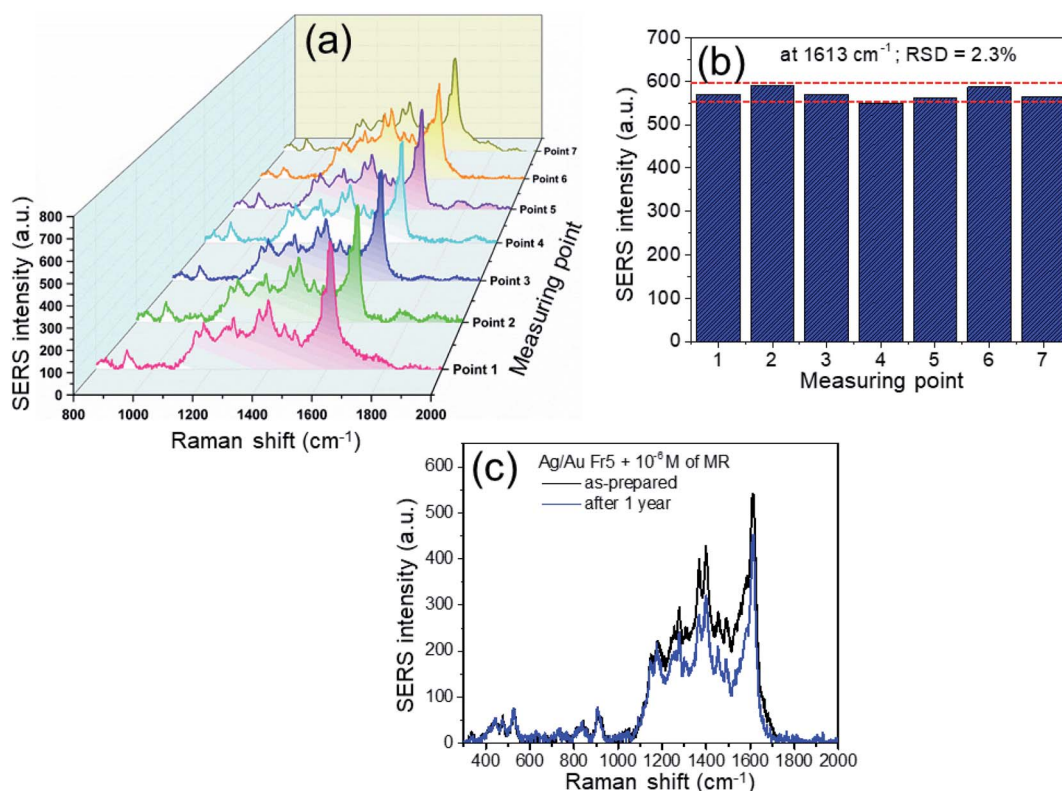 (a)
SERS intensity (a.u.)
800
700
600
500
400
300
200
100
0
800
1000
1200
1400
1600
1800
2000
Raman shift (cm⁻¹)
Point 7
Point 6
Point 5
Point 4
Point 3
Point 2
Point 1
Measuring point
(b)
at 1613 cm⁻¹; RSD = 2.3%
SERS intensity (a.u.)
700
600
500
400
300
200
100
0
1 2 3 4 5 6 7
Measuring point
(c)
Ag/Au Fr5 + 10⁻⁶M of MR
as-prepared
after 1 year
SERS intensity (a.u.)
600
500
400
300
200
100
0
400 600 800 1000 1200 1400 1600 1800 2000
Raman shift (cm⁻¹)